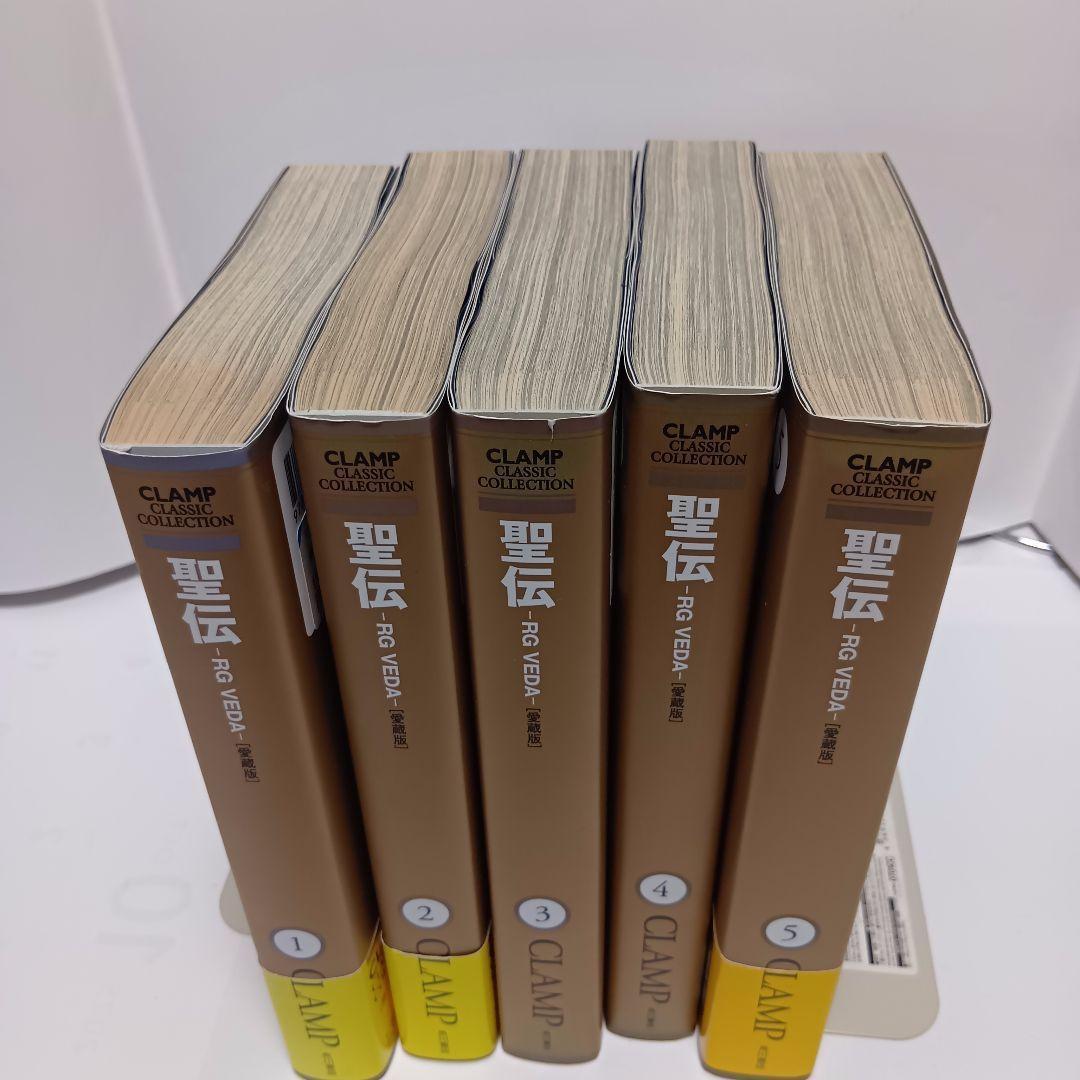 CLAMP
CLASSIC
COLLECTION
聖伝
-RG VEDA-
[愛蔵版]
1
CLAMP
CLAMP
CLASSIC
COLLECTION
聖伝
-RG VEDA-
[愛蔵版]
2
CLAMP
CLAMP
CLASSIC
COLLECTION
聖伝
-RG VEDA-
[愛蔵版]
3
CLAMP
CLAMP
CLASSIC
COLLECTION
聖伝
-RG VEDA-
[愛蔵版]
4
CLAMP
5
CLAMP
CLASSIC
COLLECTION
聖伝
-RG VEDA-
[愛蔵版]
5
CLAMP